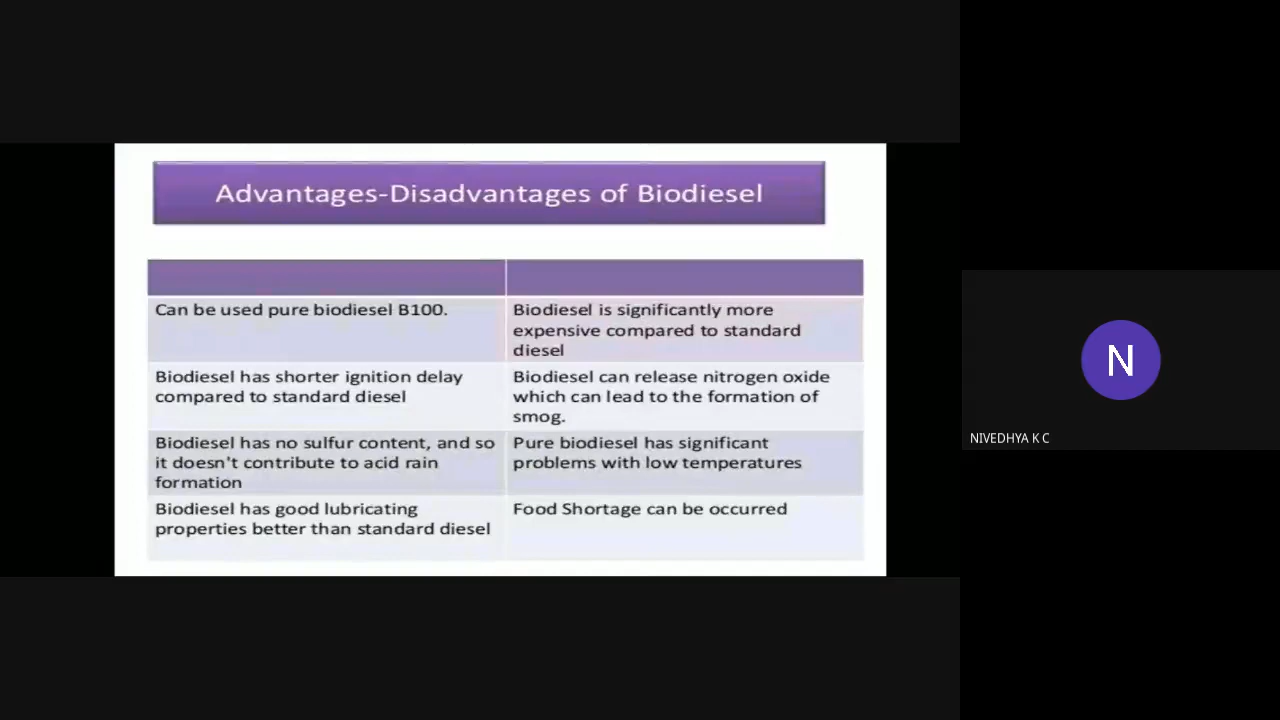 Advantages-Disadvantages of Biodiesel
Can be used pure biodiesel B100.
Biodiesel is significantly more
expensive compared to standard
diesel
Biodiesel has shorter ignition delay
compared to standard diesel
Biodiesel can release nitrogen oxide
which can lead to the formation of
smog.
Biodiesel has no sulfur content, and so
it doesn't contribute to acid rain
formation
Pure biodiesel has significant
problems with low temperatures
Biodiesel has good lubricating
properties better than standard diesel
Food Shortage can be occurred
N
NIVEDHYA K C